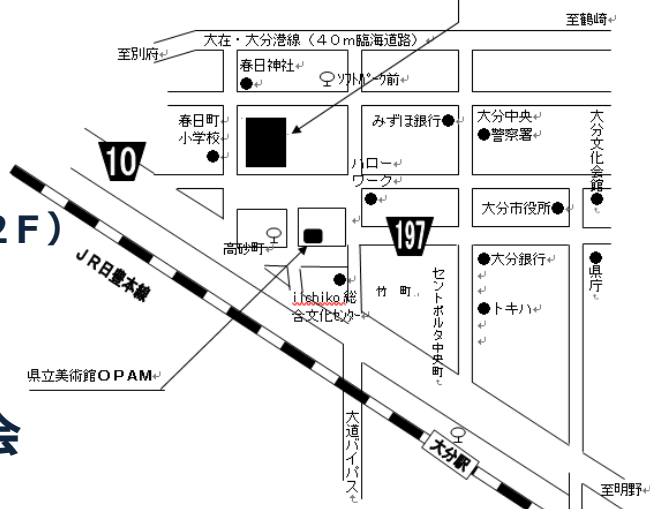 至鶴崎
大在・大分港線（４０ｍ臨海道路）
至別府
春日神社
ｿﾌﾄﾊﾟｰｸ前
春日町
小学校
みずほ銀行
大分中央
警察署
大分文化会館
10
ハロー
ワーク
大分市役所
２Ｆ）
197
高砂町
ＪＲ日豊本線
大分銀行
県庁
iichiko総
合文化ｾﾝﾀｰ
竹 町
セントポルタ中央町
トキハ
県立美術館ＯＰＡＭ
会
大道バイパス
大分駅
至明野